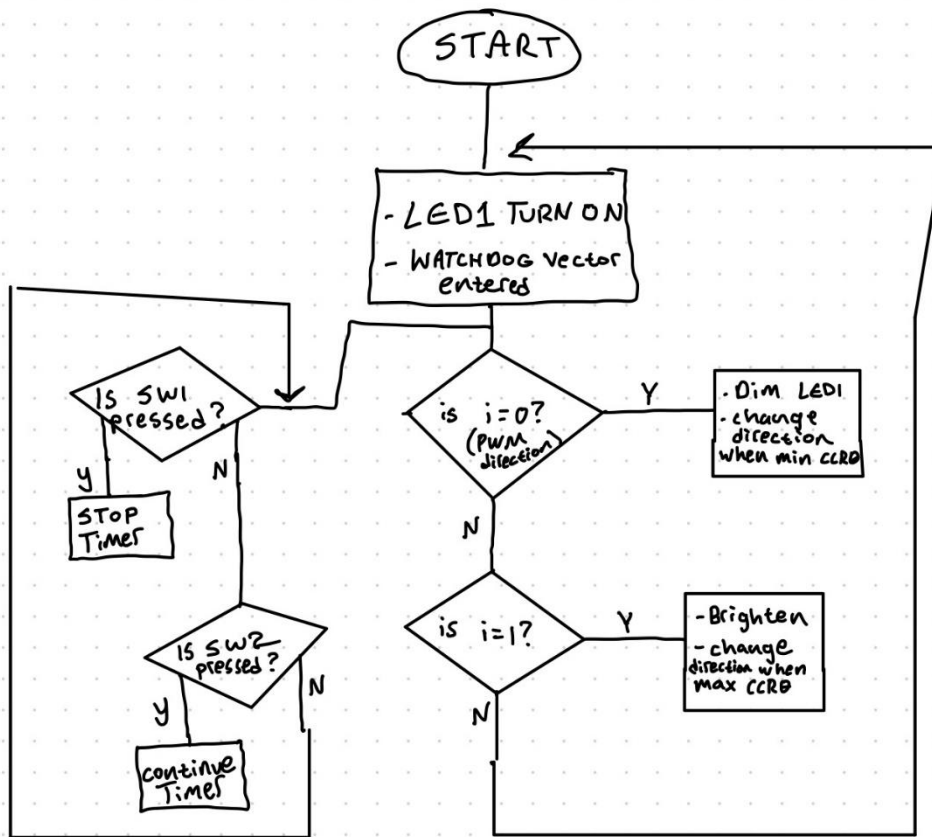 START
- LED1 TURN ON
- WATCHDOG vector
entered
Is SW1
pressed?
Y
N
STOP
Timer
Is SW2
pressed?
Y
N
continue
Timer
is i=0?
(PWM
direction)
Y
N
- Dim LED1
- change
direction
when min CCR0
is i=1?
Y
N
- Brighten
- change
direction when
max CCR0